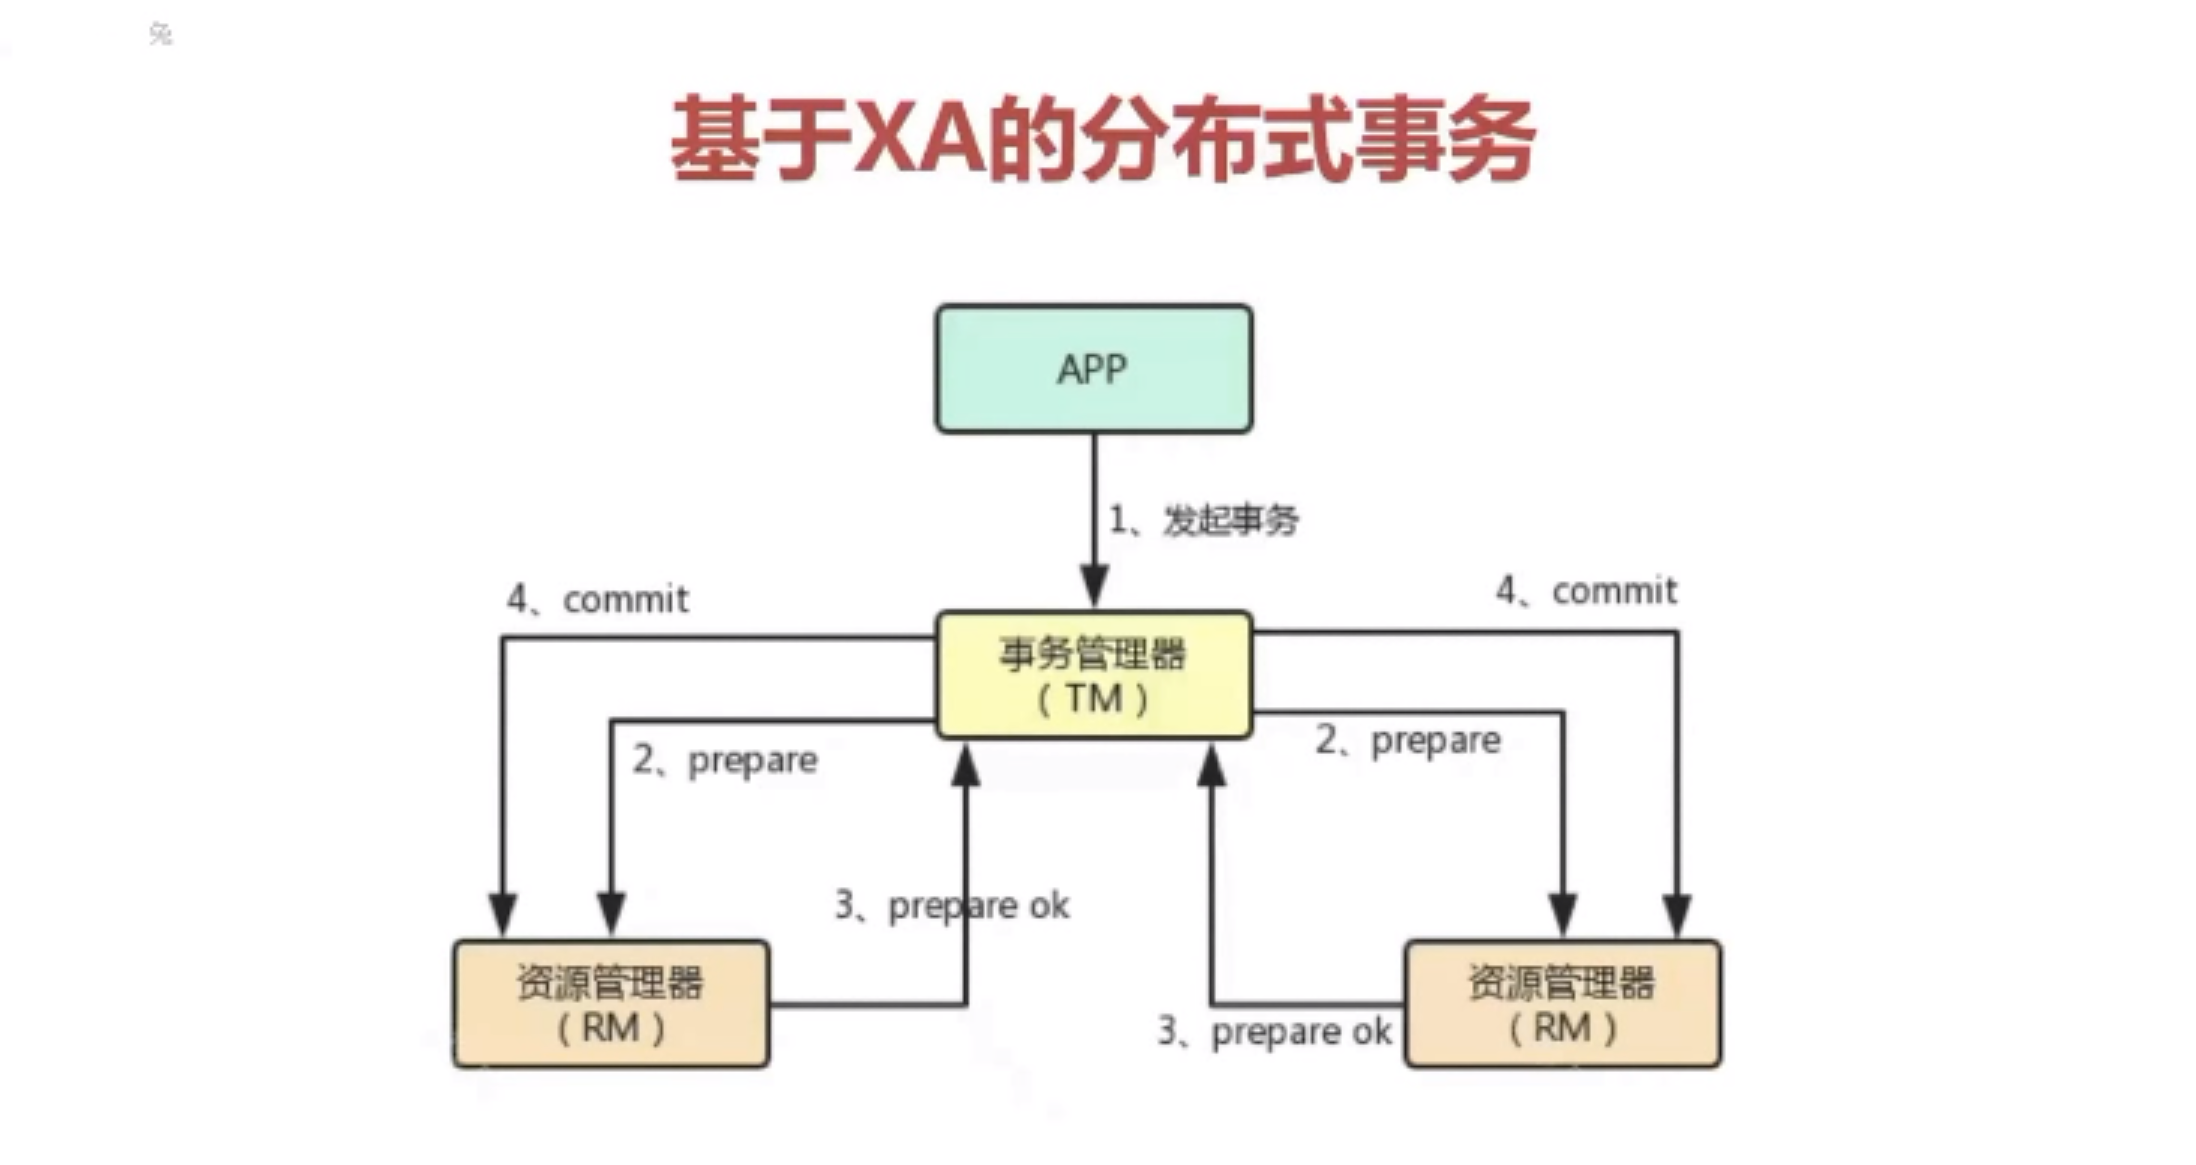 基于XA的分布式事务
APP
1、发起事务
4、commit
4、commit
事务管理器
（TM）
2、prepare
2、prepare
3、prepare ok
资源管理器
（RM）
资源管理器
（RM）
3、prepare ok